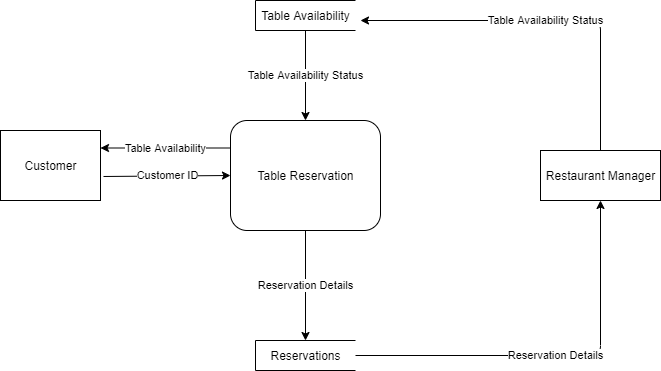 Table Availability
Table Availability Status
Table Availability Status
Table Availability
Customer
Customer ID
Table Reservation
Restaurant Manager
Reservation Details
Reservations
Reservation Details